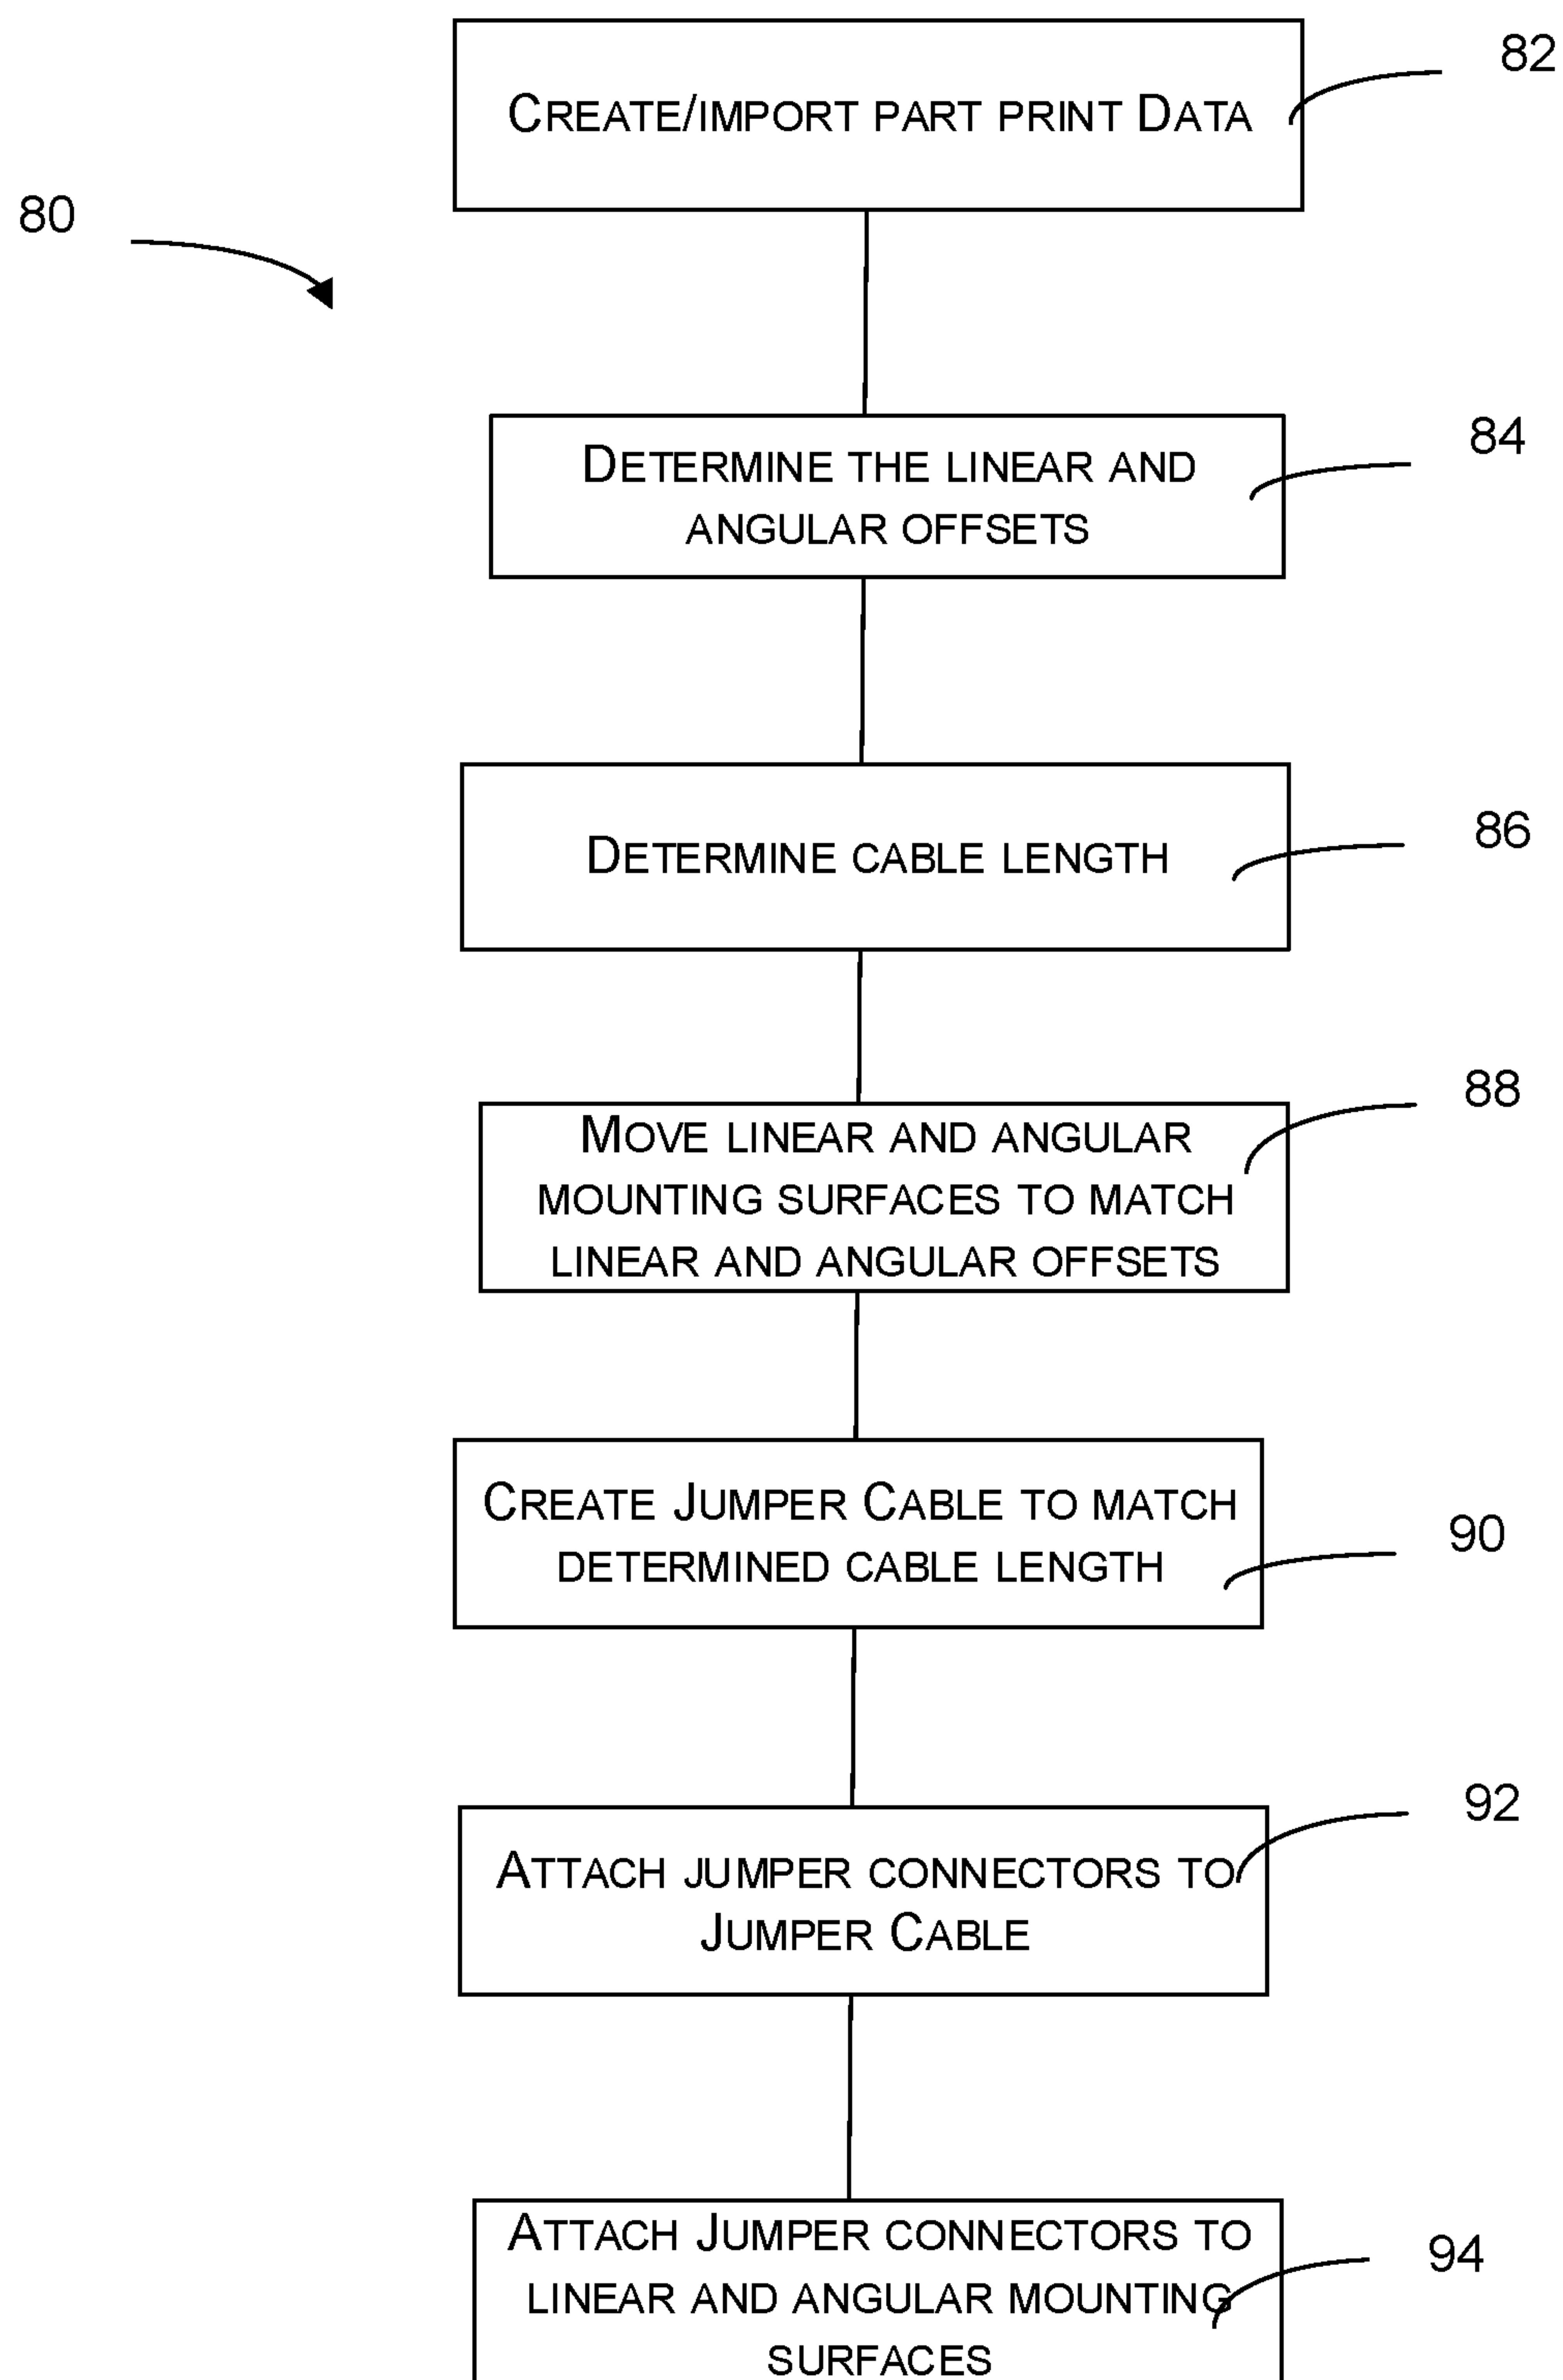 82
CREATE/IMPORT PART PRINT DATA
80
84
DETERMINE THE LINEAR AND
ANGULAR OFFSETS
86
DETERMINE CABLE LENGTH
88
MOVE LINEAR AND ANGULAR
MOUNTING SURFACES TO MATCH
LINEAR AND ANGULAR OFFSETS
CREATE JUMPER CABLE TO MATCH
90
DETERMINED CABLE LENGTH
92
ATTACH JUMPER CONNECTORS TO
JUMPER CABLE
ATTACH JUMPER CONNECTORS TO
94
LINEAR AND ANGULAR MOUNTING
SURFACES